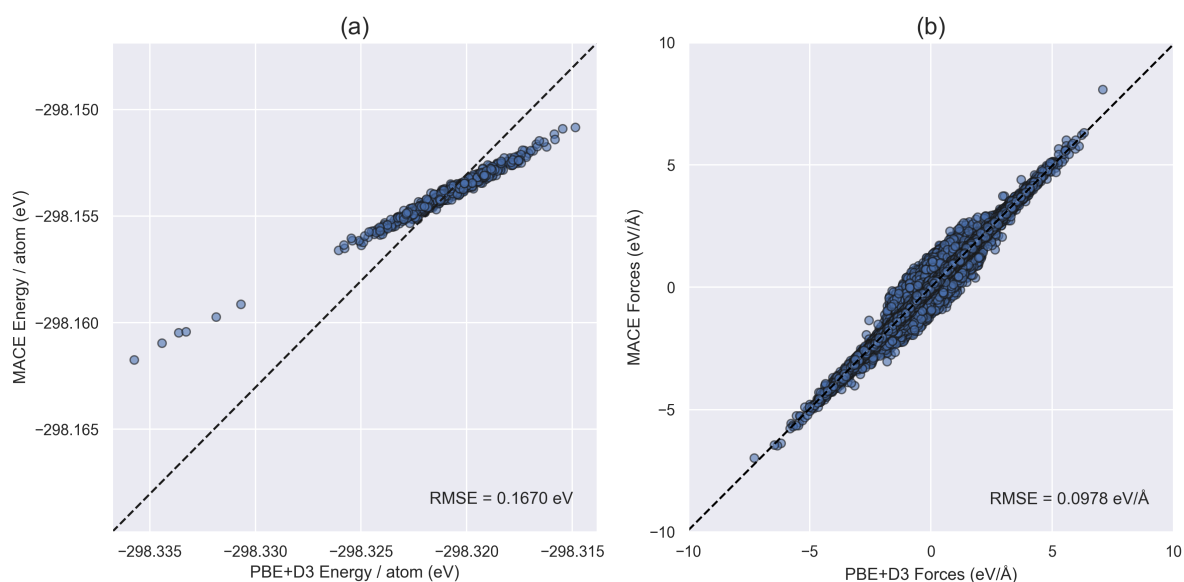 (a)
MACE Energy / atom (eV)
−298.150
−298.155
−298.160
−298.165
RMSE = 0.1670 eV
−298.335 −298.330 −298.325 −298.320 −298.315
PBE+D3 Energy / atom (eV)
(b)
MACE Forces (eV/Å)
10
5
0
−5
−10
RMSE = 0.0978 eV/Å
−10 −5 0 5 10
PBE+D3 Forces (eV/Å)